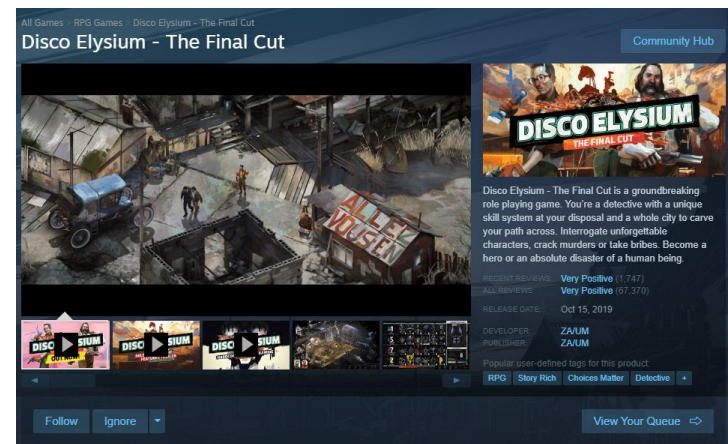 All Games > RPG Games > Disco Elysium - The Final Cut
Disco Elysium - The Final Cut
Community Hub
DISCO ELYSIUM
THE FINAL CUT
Disco Elysium - The Final Cut is a groundbreaking
role playing game. You're a detective with a unique
skill system at your disposal and a whole city to carve
your path across. Interrogate unforgettable
characters, crack murders or take bribes. Become a
hero or an absolute disaster of a human being.
RECENT REVIEWS: Very Positive (1,747)
ALL REVIEWS: Very Positive (67,370)
RELEASE DATE: Oct 15, 2019
DEVELOPER: ZA/UM
PUBLISHER: ZA/UM
Popular user-defined tags for this product:
RPG Story Rich Choices Matter Detective +
Follow Ignore
View Your Queue